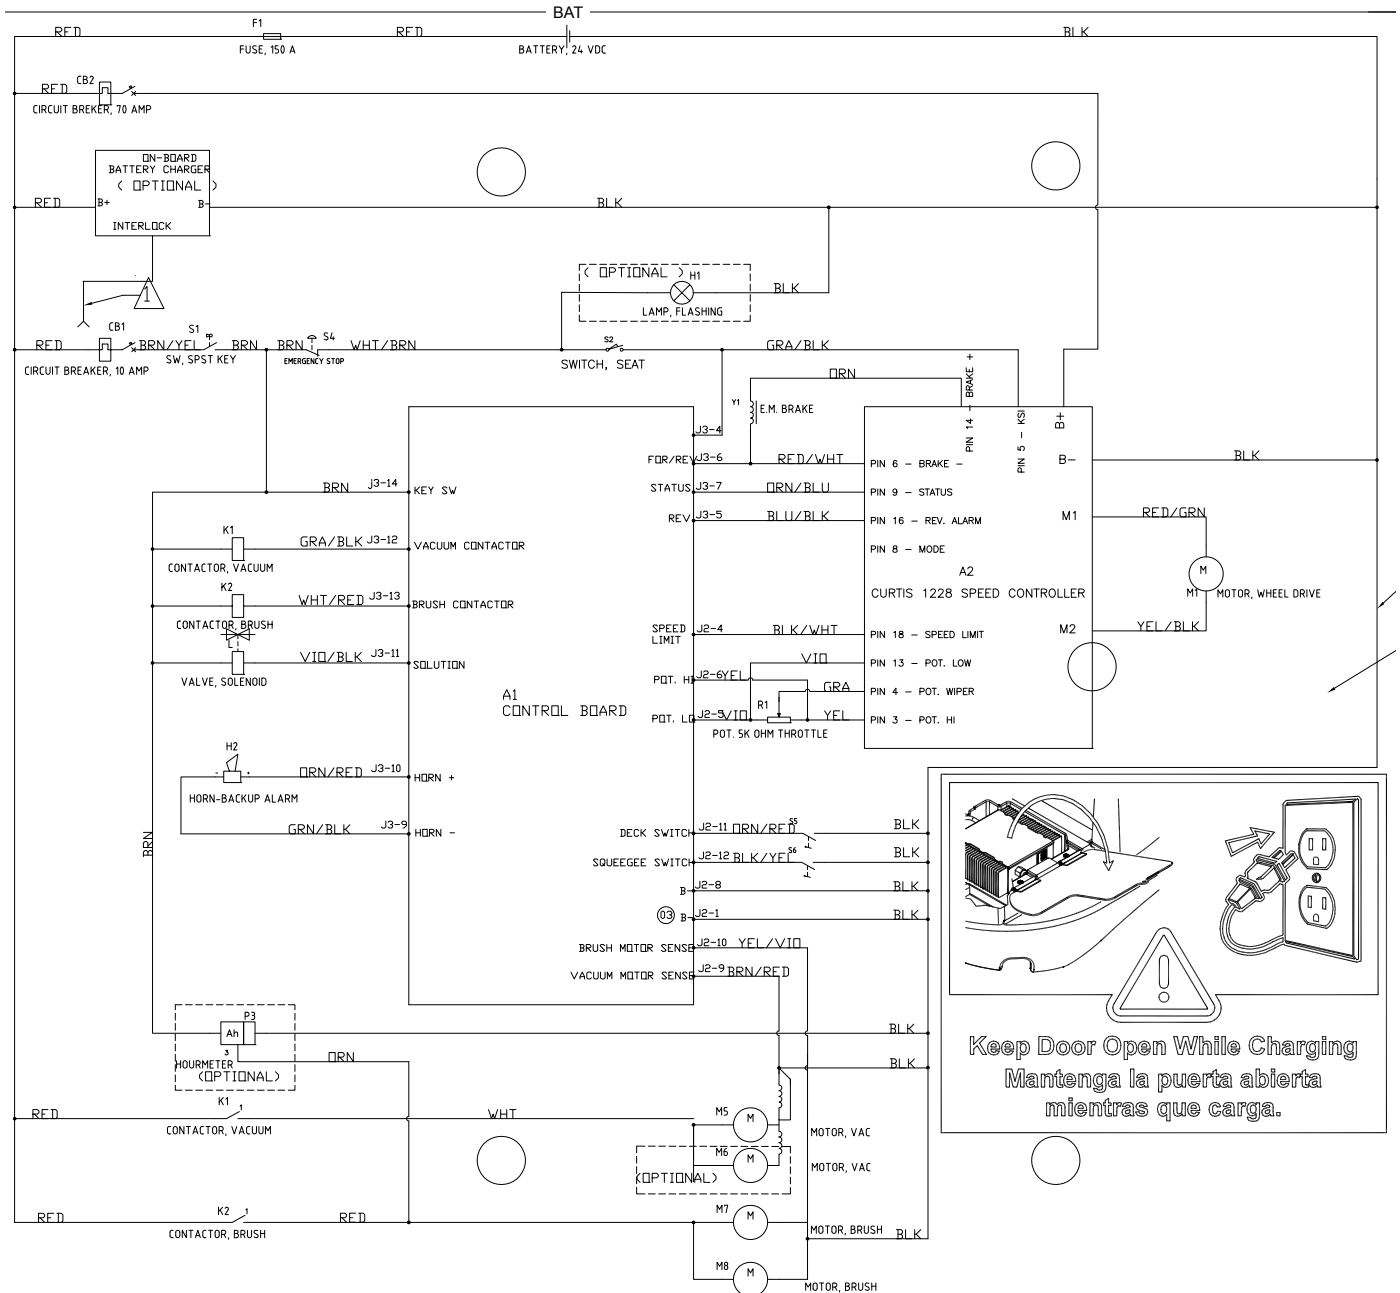 BAT
RED
F1
FUSE, 150 A
RED
BATTERY, 24 VDC
BLK
RED
CB2
CIRCUIT BREKER, 70 AMP
ON-BOARD
BATTERY CHARGER
( OPTIONAL )
RED
B+
B-
BLK
INTERLOCK
1
( OPTIONAL )
H1
BLK
LAMP, FLASHING
RED
CB1
CIRCUIT BREAKER, 10 AMP
BRN/YEL
S1
SW, SPST KEY
BRN
BRN
S4
EMERGENCY STOP
WHT/BRN
S2
SWITCH, SEAT
GRA/BLK
ORN
Y1
E.M. BRAKE
PIN 14 - BRAKE +
PIN 5 - KSI
B+
J3-4
FOR/REV
J3-6
RED/WHT
PIN 6 - BRAKE -
B-
BLK
BRN
J3-14
KEY SW
STATUS
J3-7
ORN/BLU
PIN 9 - STATUS
REV
J3-5
BLU/BLK
PIN 16 - REV. ALARM
M1
RED/GRN
K1
GRA/BLK
J3-12
VACUUM CONTACTOR
CONTACTOR, VACUUM
PIN 8 - MODE
A2
CURTIS 1228 SPEED CONTROLLER
M
M1
MOTOR, WHEEL DRIVE
K2
WHT/RED
J3-13
BRUSH CONTACTOR
CONTACTOR, BRUSH
SPEED
LIMIT
J2-4
BLK/WHT
PIN 18 - SPEED LIMIT
M2
YEL/BLK
L
VIO/BLK
J3-11
SOLUTION
VALVE, SOLENOID
VIO
PIN 13 - POT. LOW
POT. HI
J2-6
YEL
GRA
PIN 4 - POT. WIPER
A1
CONTROL BOARD
POT. LO
J2-5
VIO
R1
YEL
PIN 3 - POT. HI
POT. 5K OHM THROTTLE
H2
-
+
ORN/RED
J3-10
HORN +
HORN-BACKUP ALARM
GRN/BLK
J3-9
HORN -
BRN
DECK SWITCH
J2-11
ORN/RED
S5
BLK
SQUEEGEE SWITCH
J2-12
BLK/YEL
S6
BLK
B-
J2-8
BLK
03
B-
J2-1
BLK
BRUSH MOTOR SENSE
J2-10
YEL/VIO
VACUUM MOTOR SENSE
J2-9
BRN/RED
P3
Ah
3
HOURMETER
(OPTIONAL)
BLK
ORN
BLK
Keep Door Open While Charging
Mantenga la puerta abierta
mientras que carga.
RED
K1
1
CONTACTOR, VACUUM
WHT
M5
M
MOTOR, VAC
M6
M
MOTOR, VAC
(OPTIONAL)
RED
K2
1
CONTACTOR, BRUSH
RED
M7
M
MOTOR, BRUSH
BLK
M8
M
MOTOR, BRUSH